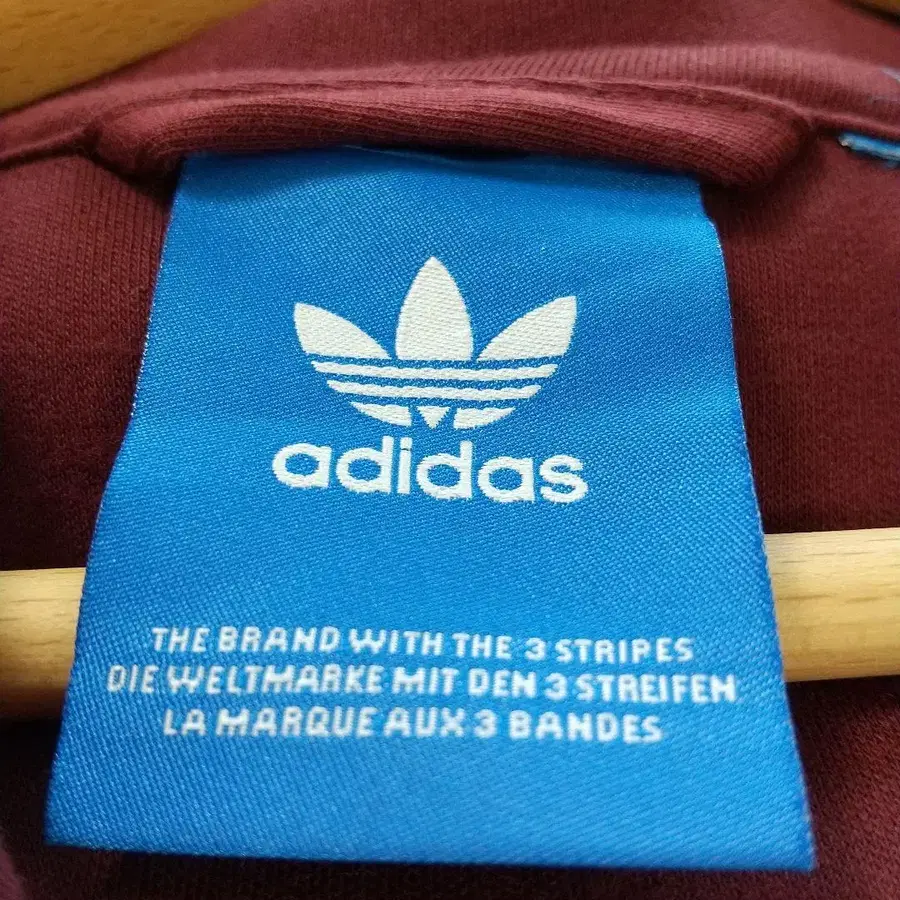 adidas
THE BRAND WITH THE 3 STRIPES
DIE WELTMARKE MIT DEN 3 STREIFEN
LA MARQUE AUX 3 BANDES